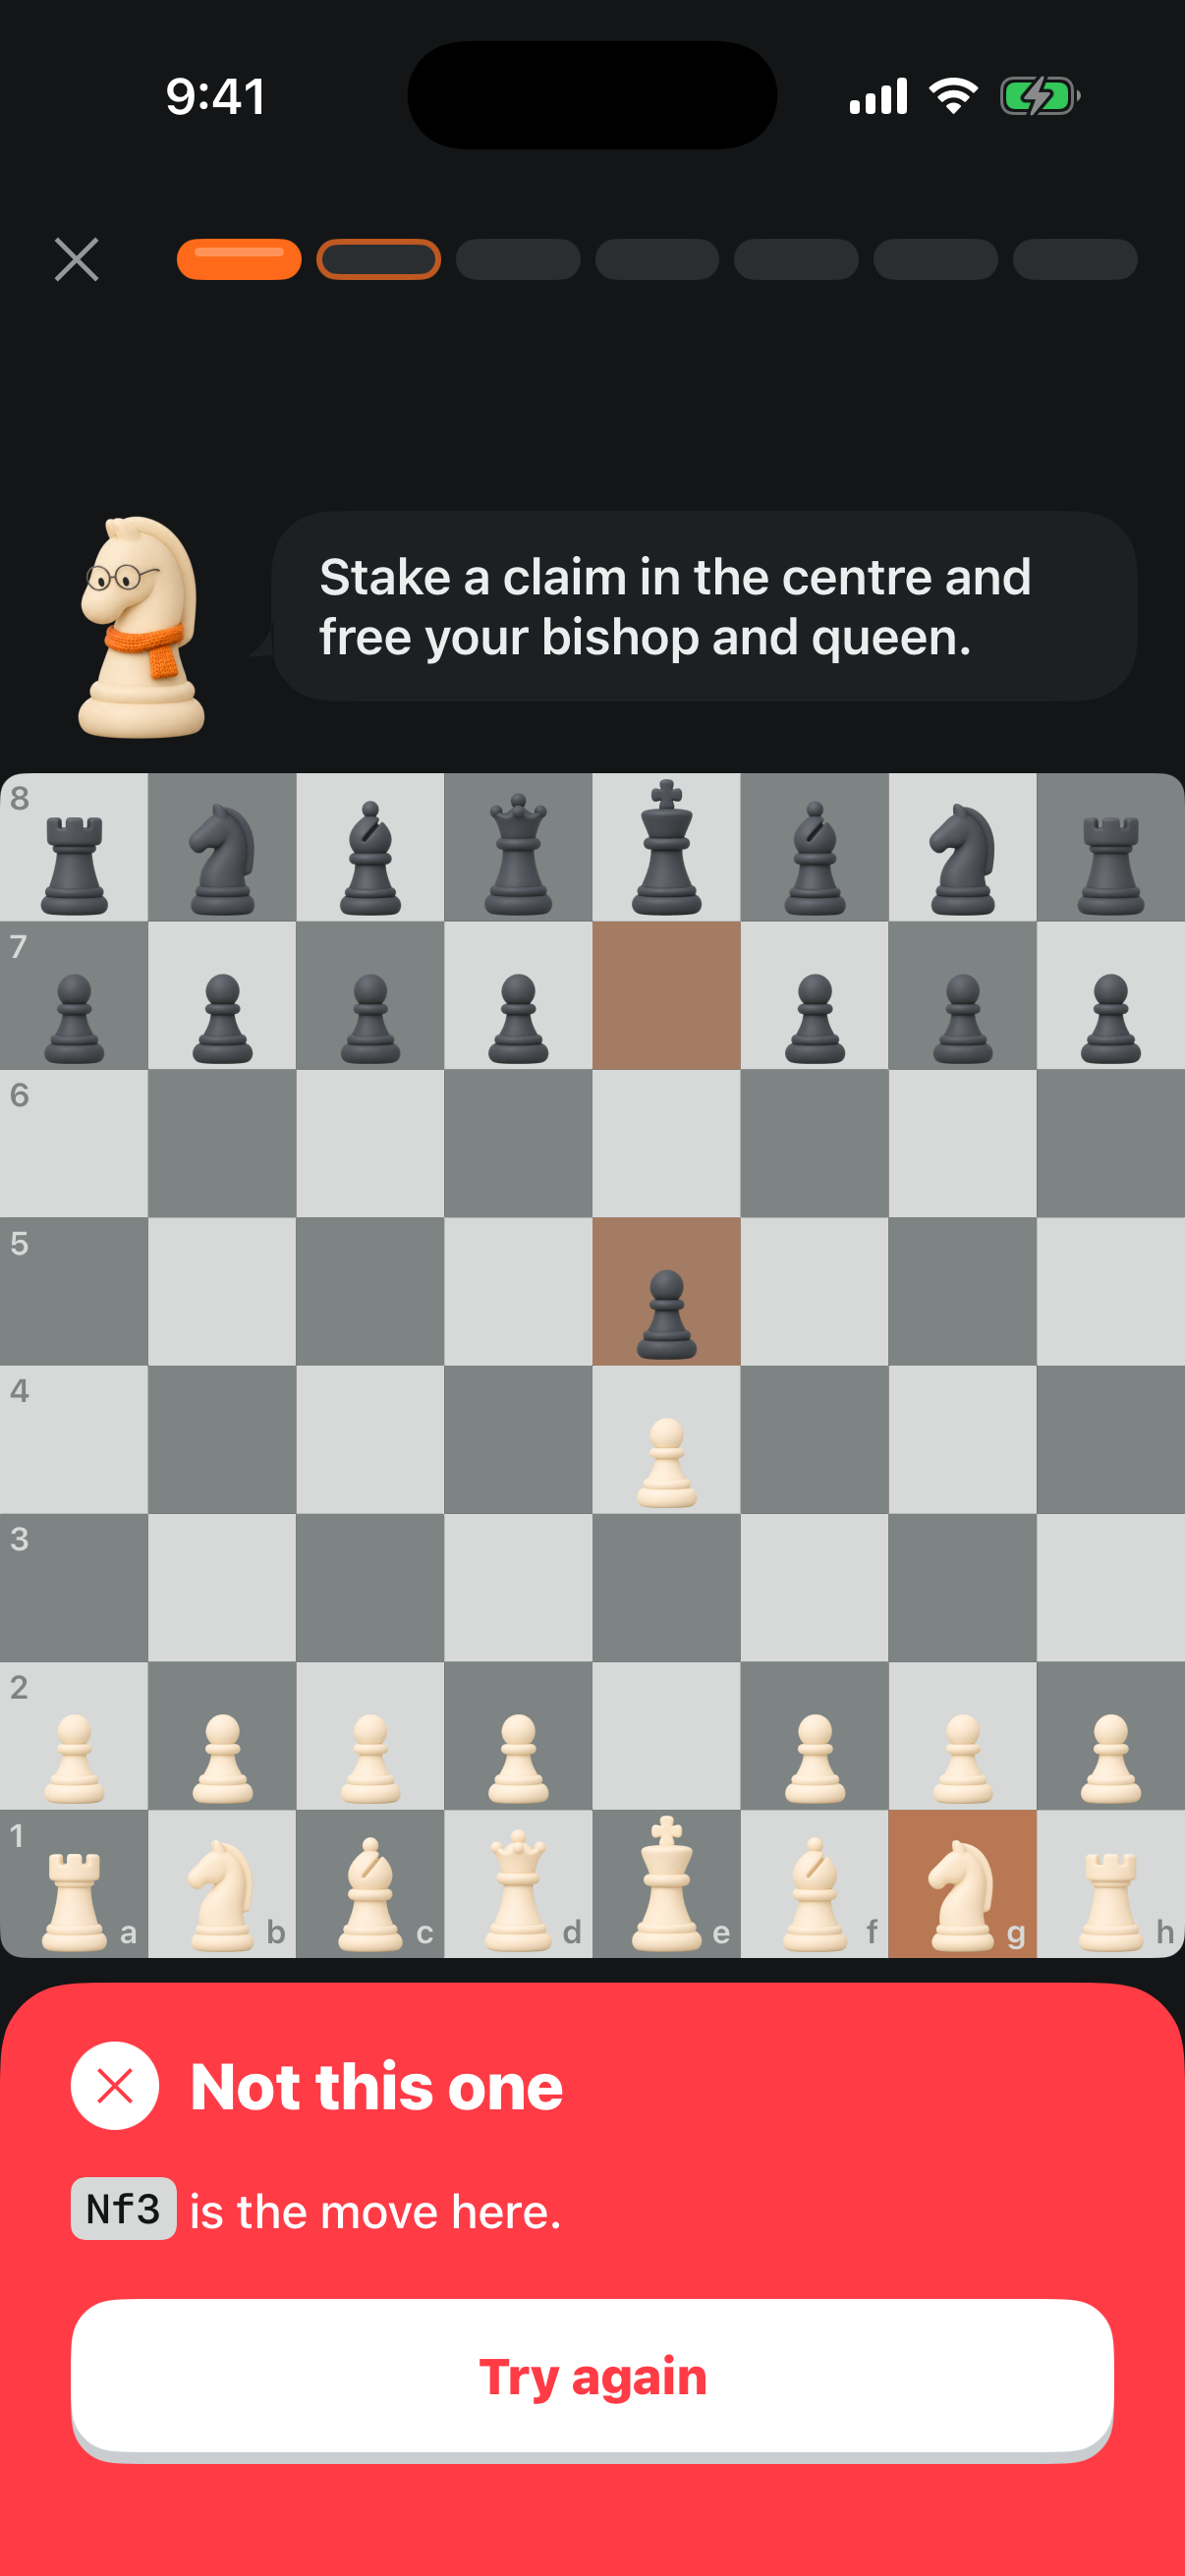 9:41
Stake a claim in the centre and
free your bishop and queen.
8
7
6
5
4
3
2
1
a b c d e f g h
Not this one
Nf3 is the move here.
Try again